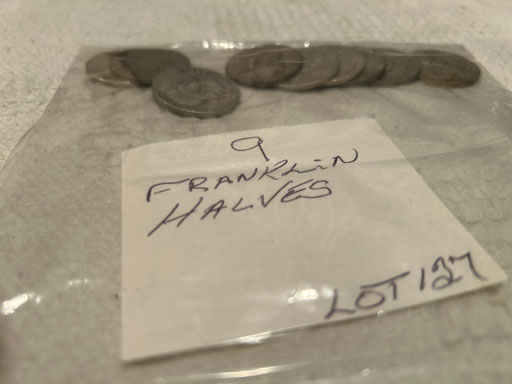 9
FRANKLIN
HALVES
LOT 127